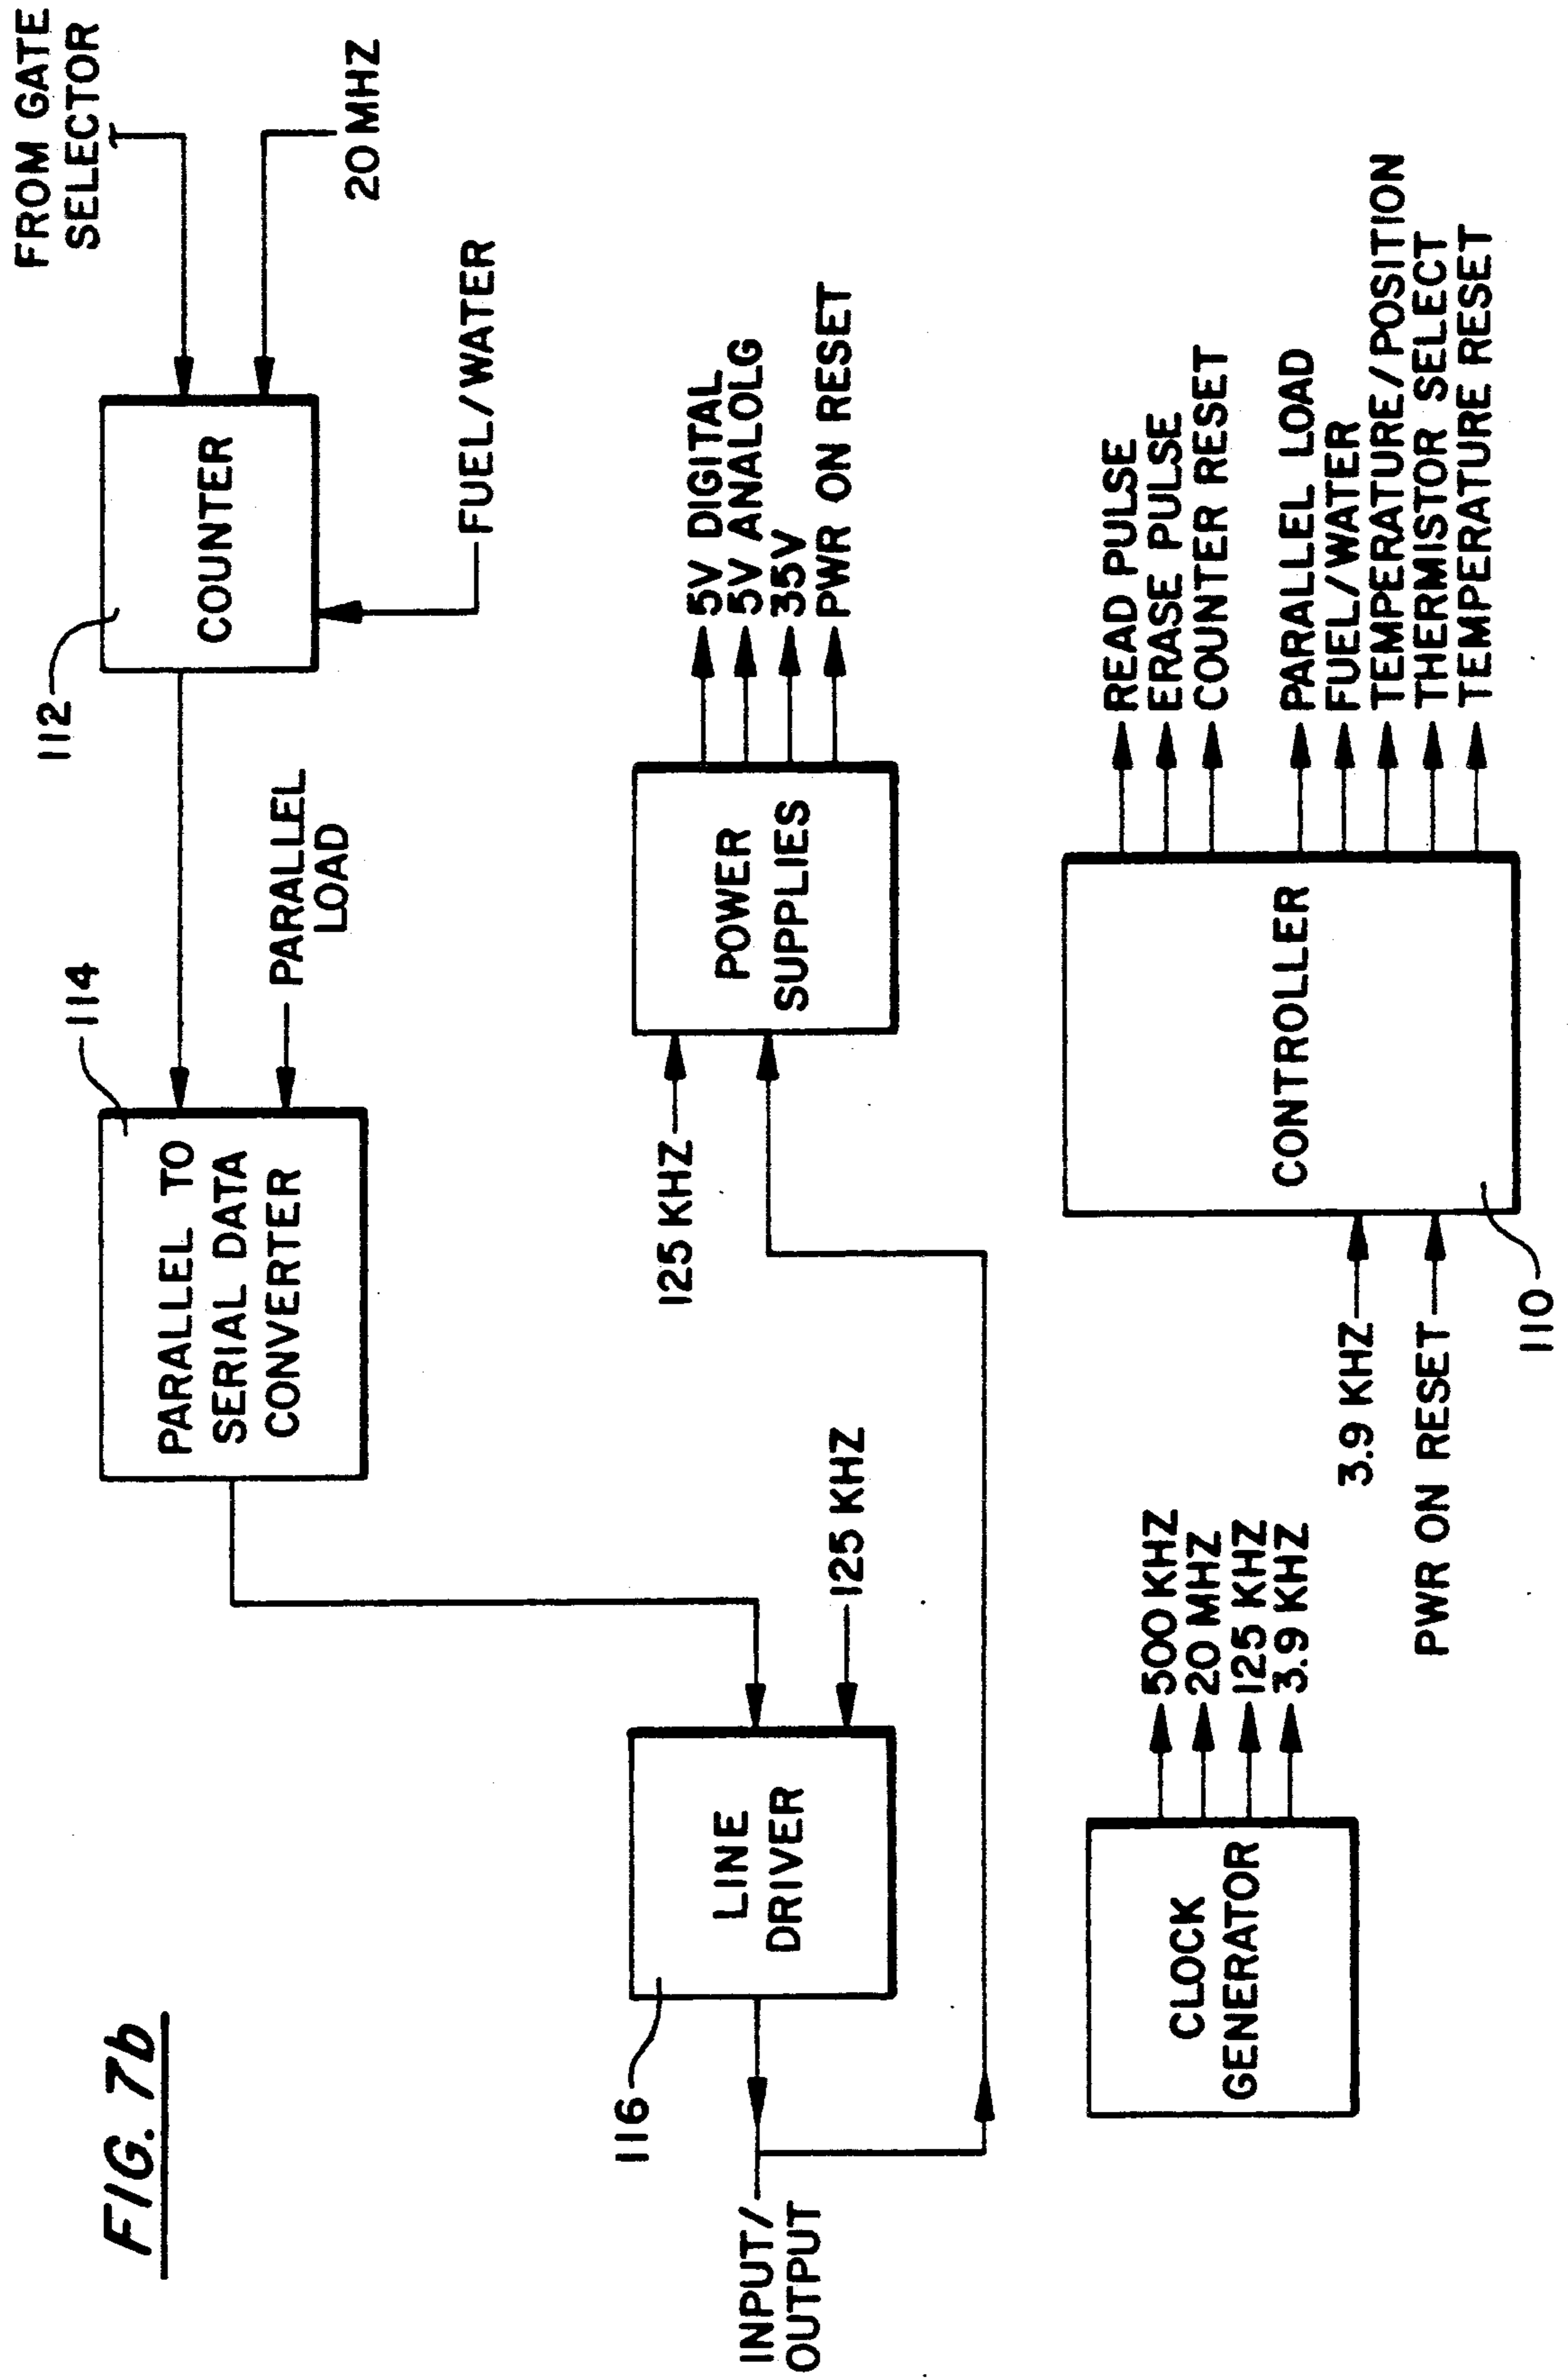 FIG. 7b
FROM GATE
SELECTOR
20 MHZ
112
COUNTER
FUEL/WATER
114
PARALLEL TO
SERIAL DATA
CONVERTER
PARALLEL
LOAD
116
LINE
DRIVER
125 KHZ
INPUT/
OUTPUT
125 KHZ
POWER
SUPPLIES
5V DIGITAL
5V ANALOLG
35V
PWR ON RESET
CLOCK
GENERATOR
500 KHZ
20 MHZ
125 KHZ
3.9 KHZ
3.9 KHZ
PWR ON RESET
110
CONTROLLER
READ PULSE
ERASE PULSE
COUNTER RESET
PARALLEL LOAD
FUEL/WATER
TEMPERATURE/POSITION
THERMISTOR SELECT
TEMPERATURE RESET